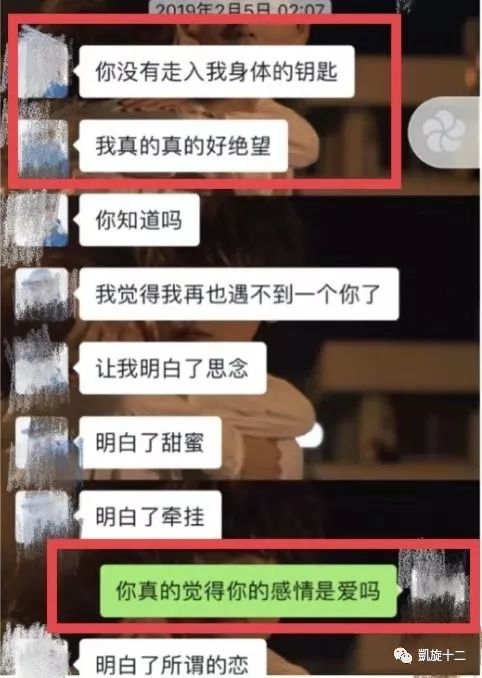 2019年2月5日 02:07
你没有走入我身体的钥匙
我真的真的好绝望
你知道吗
我觉得我再也遇不到一个你了
让我明白了思念
明白了甜蜜
明白了牵挂
你真的觉得你的感情是爱吗
明白了所谓的恋
凱旋十二